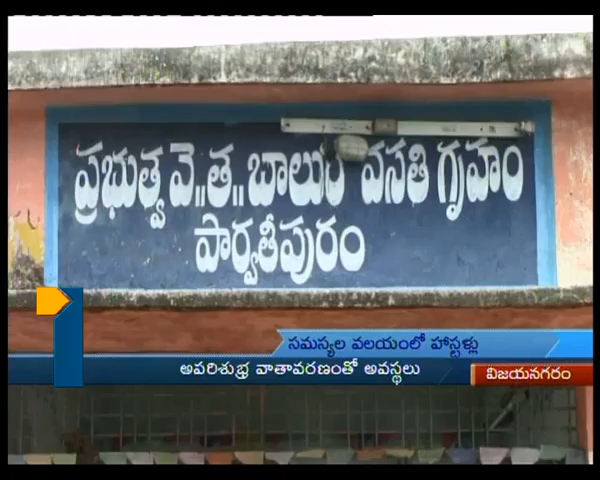 ప్రభుత్వ వె..త..బాలుర వసతి గృహం
పార్వతీపురం
సమస్యల వలయంలో హాస్టళ్లు
అపరిశుభ్ర వాతావరణంతో అవస్థలు
విజయనగరం